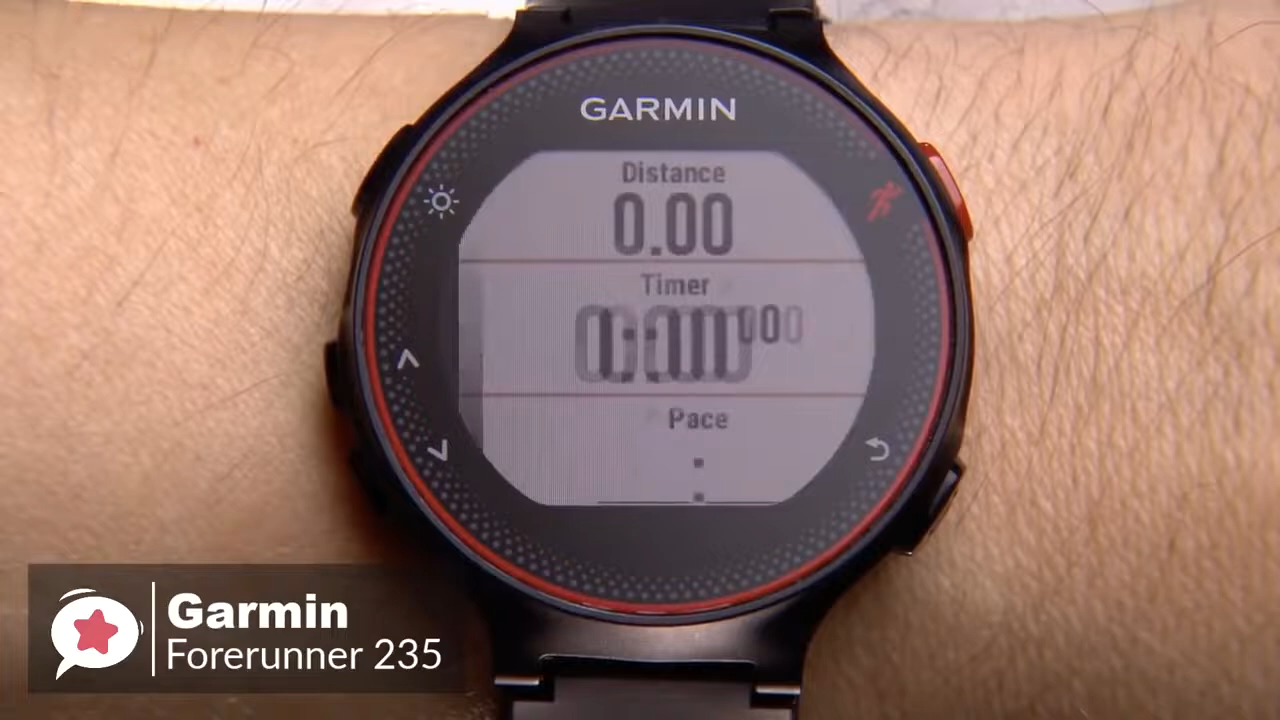 GARMIN
Distance
0.00
Timer
Pace
Garmin
Forerunner 235